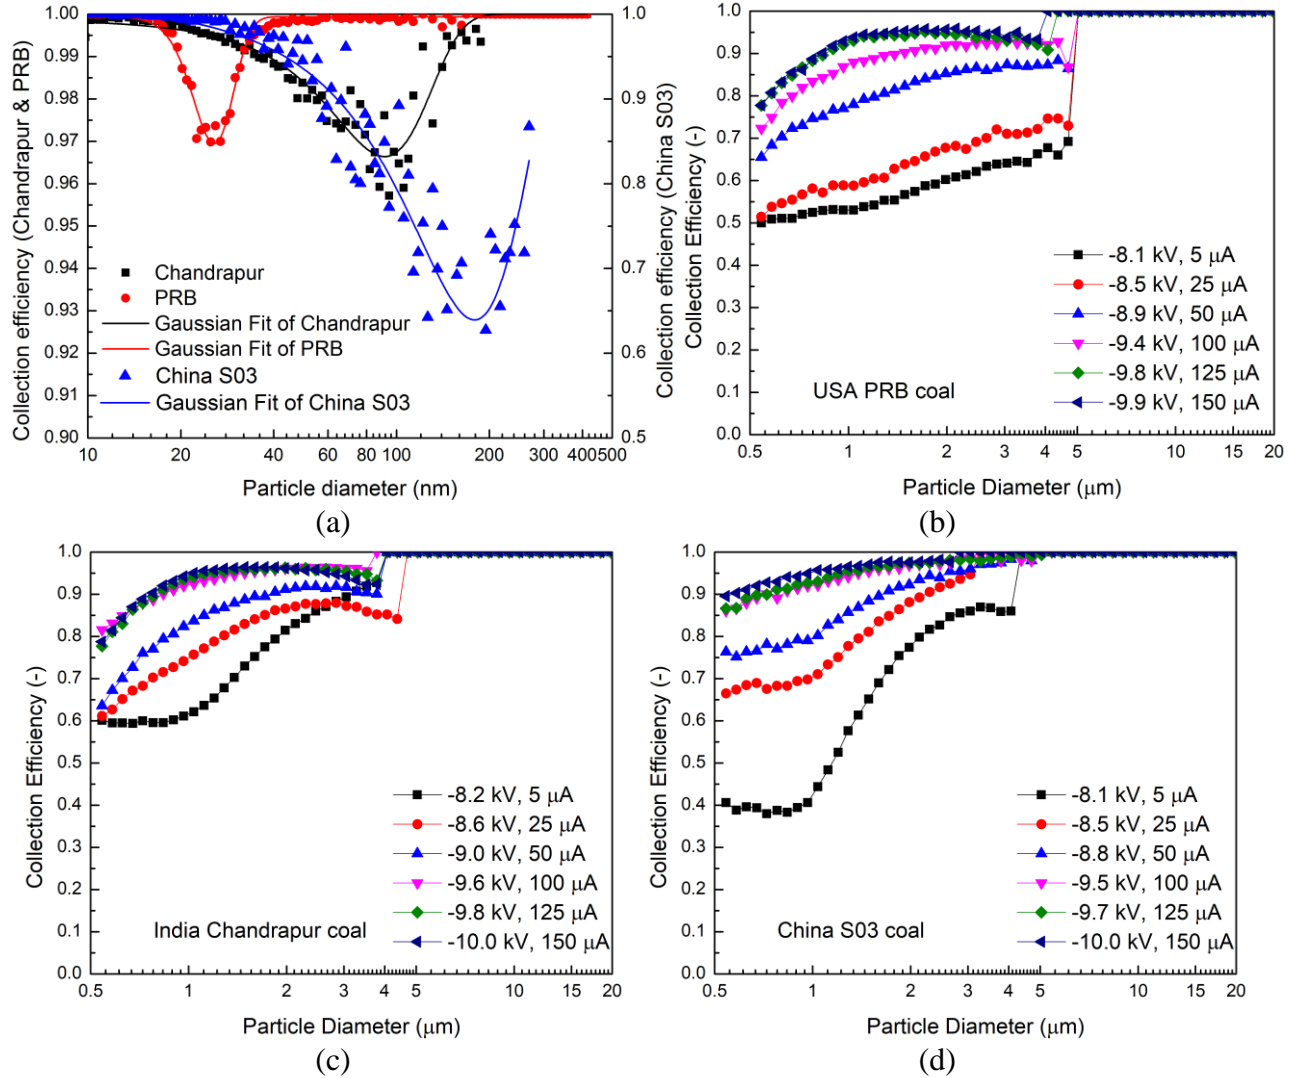 1.00
0.99
0.98
0.97
0.96
0.95
0.94
0.93
0.92
0.91
0.90
Collection efficiency (Chandrapur & PRB)
Chandrapur
PRB
Gaussian Fit of Chandrapur
Gaussian Fit of PRB
China S03
Gaussian Fit of China S03
1.0
0.9
0.8
0.7
0.6
0.5
Collection efficiency (China S03)
10 20 40 60 80 100 200 300 400 500
Particle diameter (nm)
(a)
1.0
0.9
0.8
0.7
0.6
0.5
0.4
0.3
0.2
0.1
0.0
Collection Efficiency (-)
-8.1 kV, 5 μA
-8.5 kV, 25 μA
-8.9 kV, 50 μA
-9.4 kV, 100 μA
-9.8 kV, 125 μA
-9.9 kV, 150 μA
USA PRB coal
0.5 1 2 3 4 5 10 15 20
Particle Diameter (μm)
(b)
1.0
0.9
0.8
0.7
0.6
0.5
0.4
0.3
0.2
0.1
0.0
Collection Efficiency (-)
-8.2 kV, 5 μA
-8.6 kV, 25 μA
-9.0 kV, 50 μA
-9.6 kV, 100 μA
-9.8 kV, 125 μA
-10.0 kV, 150 μA
India Chandrapur coal
0.5 1 2 3 4 5 10 15 20
Particle Diameter (μm)
(c)
1.0
0.9
0.8
0.7
0.6
0.5
0.4
0.3
0.2
0.1
0.0
Collection Efficiency (-)
-8.1 kV, 5 μA
-8.5 kV, 25 μA
-8.8 kV, 50 μA
-9.5 kV, 100 μA
-9.7 kV, 125 μA
-10.0 kV, 150 μA
China S03 coal
0.5 1 2 3 4 5 10 15 20
Particle Diameter (μm)
(d)